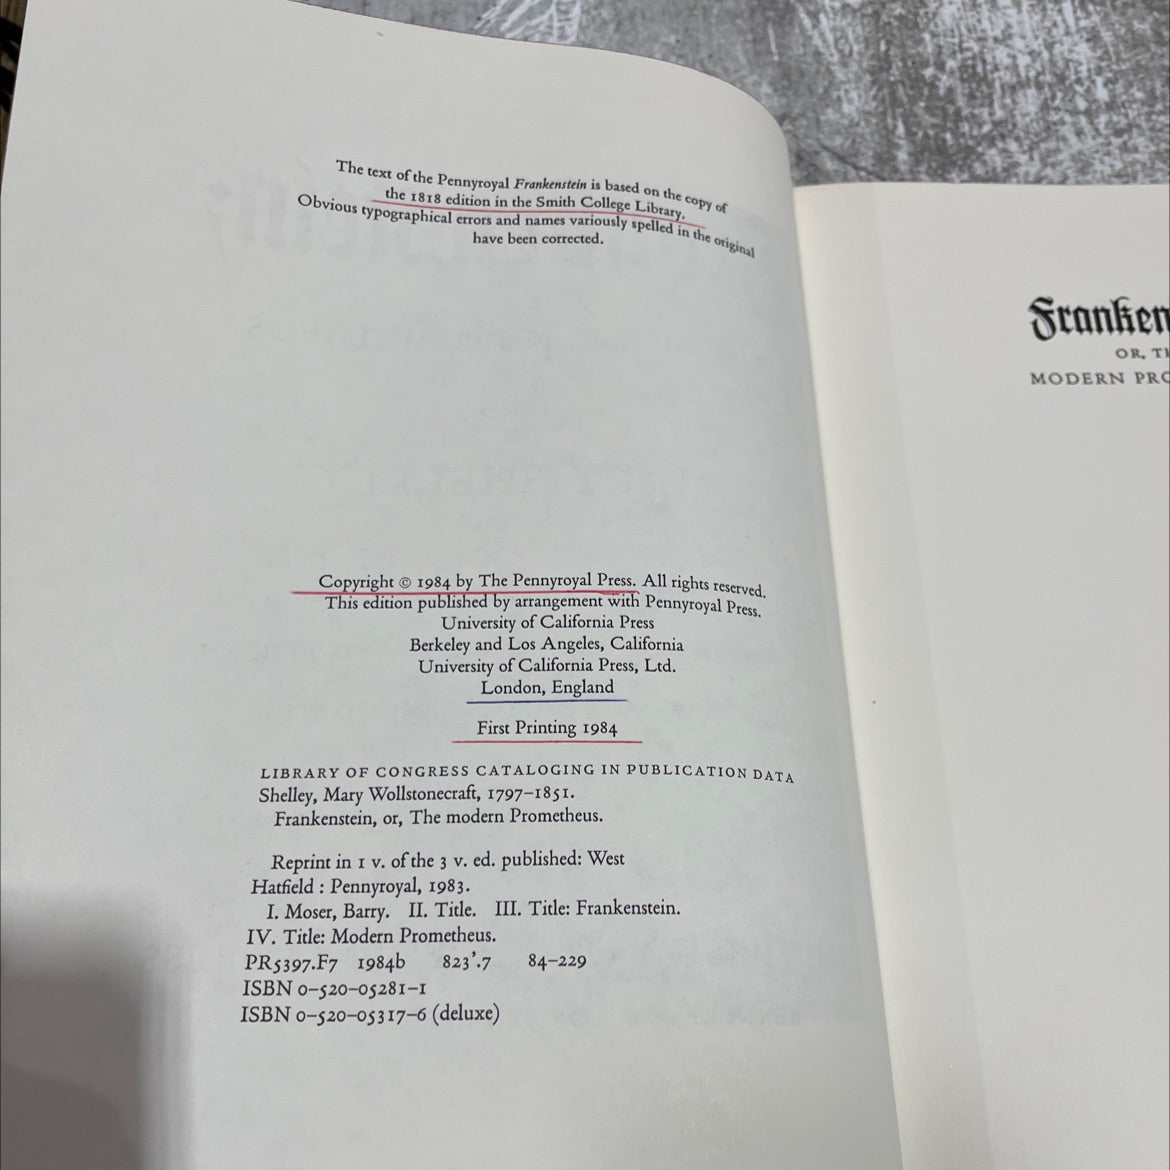 The text of the Pennyroyal Frankenstein is based on the copy of
the 1818 edition in the Smith College Library.
Obvious typographical errors and names variously spelled in the original
have been corrected.
Copyright © 1984 by The Pennyroyal Press. All rights reserved.
This edition published by arrangement with Pennyroyal Press.
University of California Press
Berkeley and Los Angeles, California
University of California Press, Ltd.
London, England
First Printing 1984
LIBRARY OF CONGRESS CATALOGING IN PUBLICATION DATA
Shelley, Mary Wollstonecraft, 1797–1851.
Frankenstein, or, The modern Prometheus.
Reprint in 1 v. of the 3 v. ed. published: West
Hatfield : Pennyroyal, 1983.
I. Moser, Barry. II. Title. III. Title: Frankenstein.
IV. Title: Modern Prometheus.
PR5397.F7 1984b 823'.7 84–229
ISBN 0–520–05281–1
ISBN 0–520–05317–6 (deluxe)
Franken
OR, TH
MODERN PRO